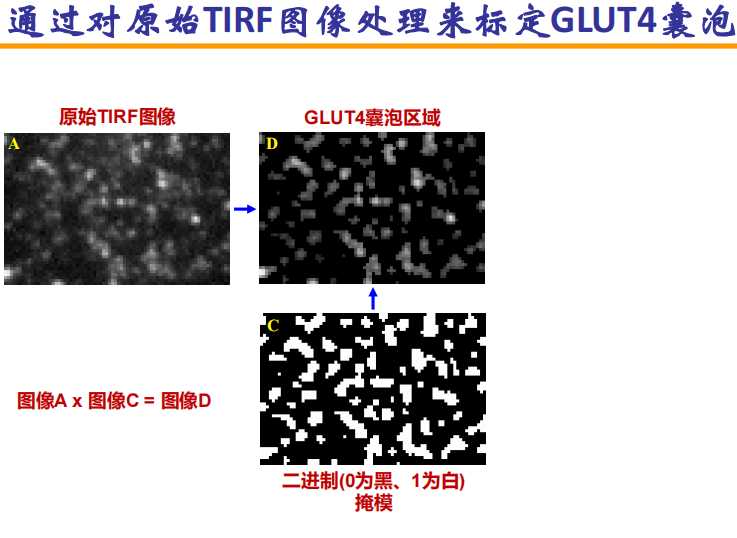 通过对原始TIRF图像处理来标定GLUT4囊泡
原始TIRF图像
GLUT4囊泡区域
A
D
C
图像A x 图像C = 图像D
二进制(0为黑、1为白)
掩模